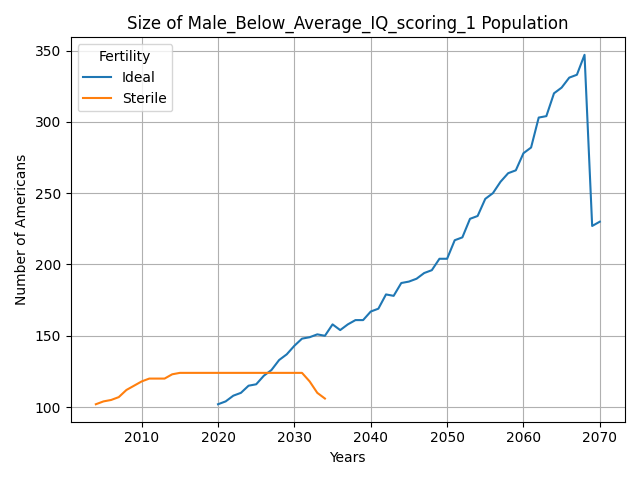 Size of Male_Below_Average_IQ_scoring_1 Population
Fertility
Ideal
Sterile
Number of Americans
350
300
250
200
150
100
2010 2020 2030 2040 2050 2060 2070
Years